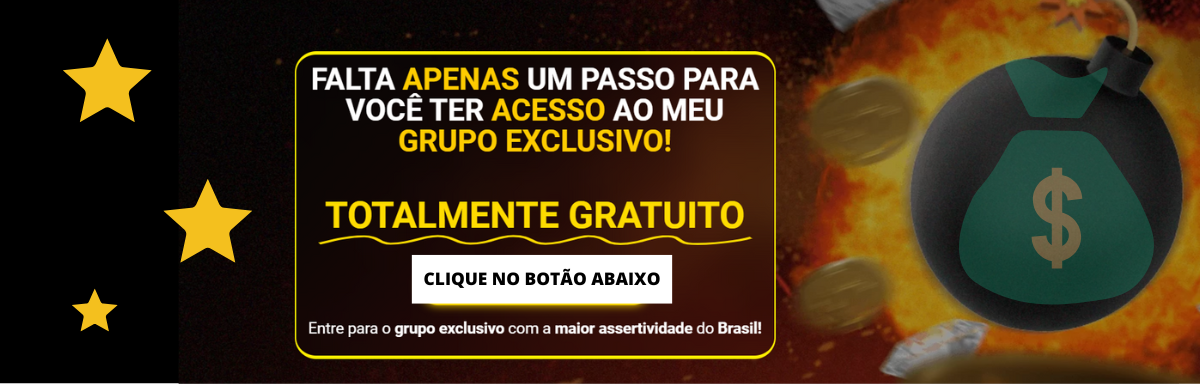 FALTA APENAS UM PASSO PARA
VOCÊ TER ACESSO AO MEU
GRUPO EXCLUSIVO!
TOTALMENTE GRATUITO
CLIQUE NO BOTÃO ABAIXO
Entre para o grupo exclusivo com a maior assertividade do Brasil!
$